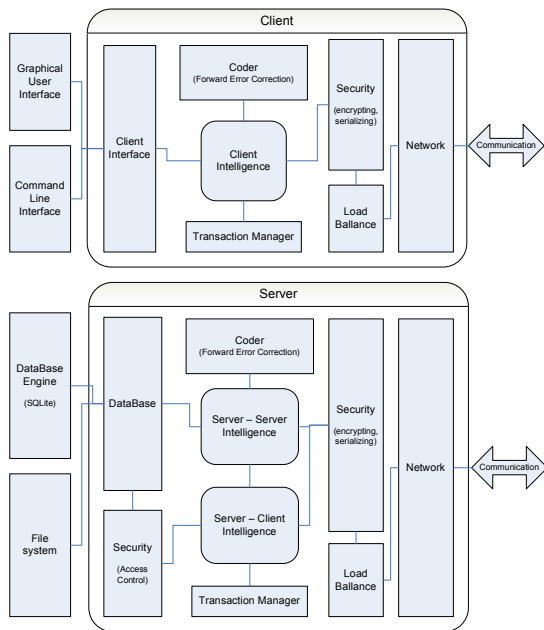 Client
Graphical
User
Interface
Command
Line
Interface
Client
Interface
Coder
(Forward Error Correction)
Client
Intelligence
Transaction Manager
Security
(encrypting,
serializing)
Load
Ballance
Network
Communication
Server
DataBase
Engine
(SQLite)
File
system
DataBase
Security
(Access
Control)
Coder
(Forward Error Correction)
Server – Server
Intelligence
Server – Client
Intelligence
Transaction Manager
Security
(encrypting,
serializing)
Load
Ballance
Network
Communication